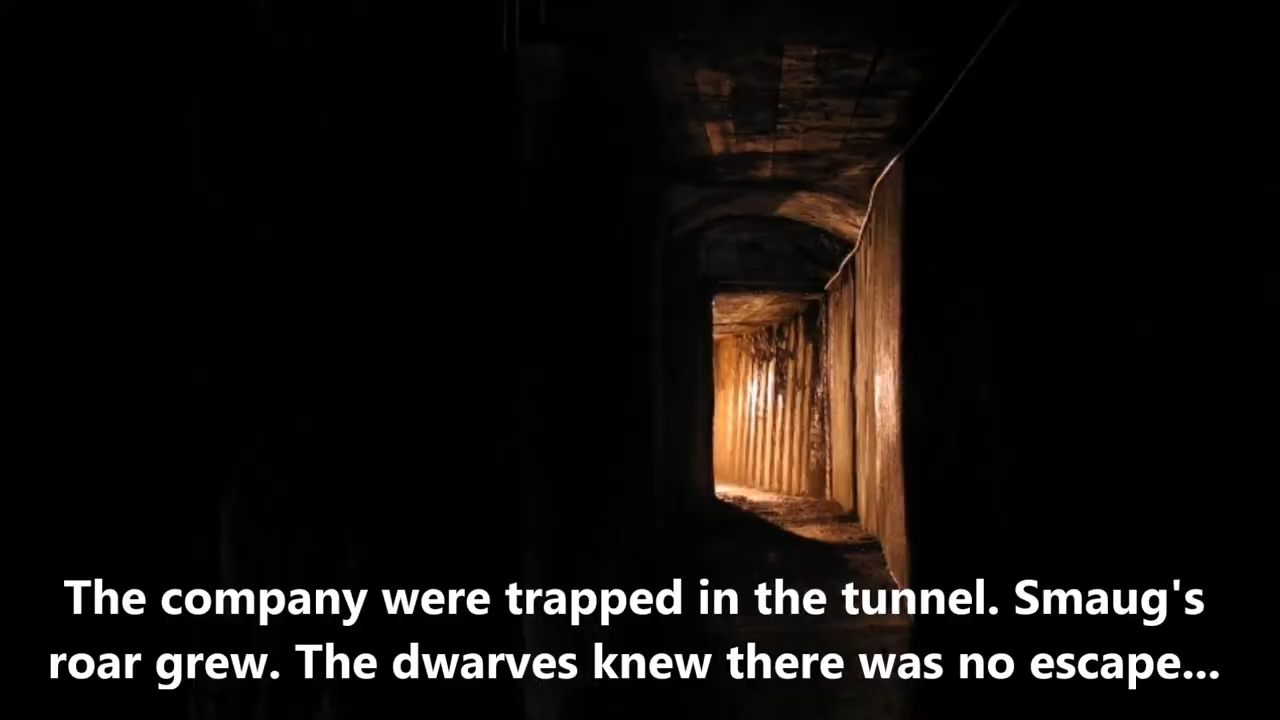 The company were trapped in the tunnel. Smaug's
roar grew. The dwarves knew there was no escape...